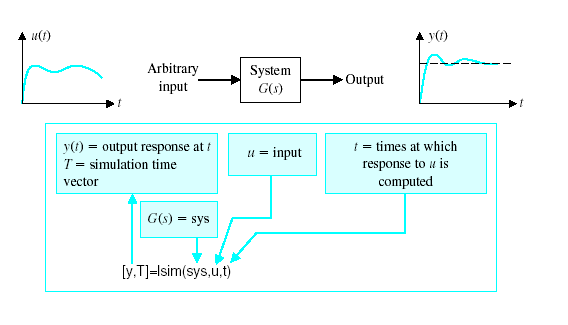 u(t)
t
Arbitrary
input
System
G(s)
Output
y(t)
t
y(t) = output response at t
T = simulation time
vector
u = input
t = times at which
response to u is
computed
G(s) = sys
[y,T]=lsim(sys,u,t)